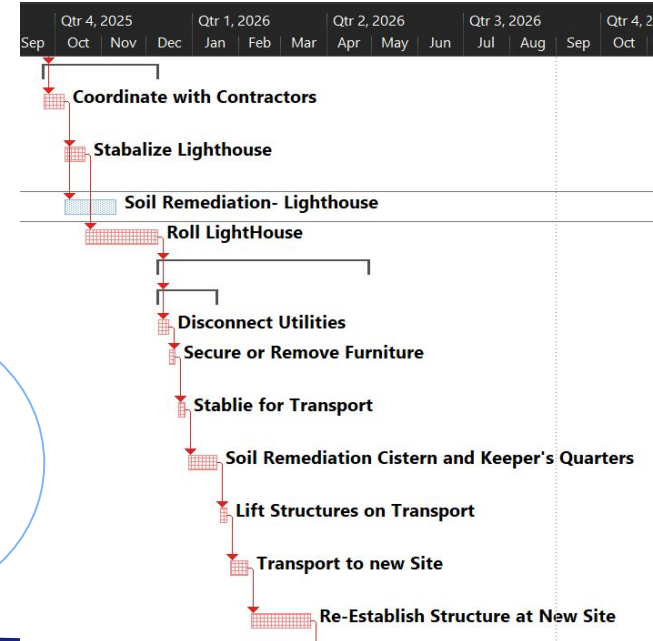 Qtr 4, 2025 Qtr 1, 2026 Qtr 2, 2026 Qtr 3, 2026 Qtr 4, 2
Sep Oct Nov Dec Jan Feb Mar Apr May Jun Jul Aug Sep Oct
Coordinate with Contractors
Stabalize Lighthouse
Soil Remediation- Lighthouse
Roll LightHouse
Disconnect Utilities
Secure or Remove Furniture
Stablie for Transport
Soil Remediation Cistern and Keeper's Quarters
Lift Structures on Transport
Transport to new Site
Re-Establish Structure at New Site